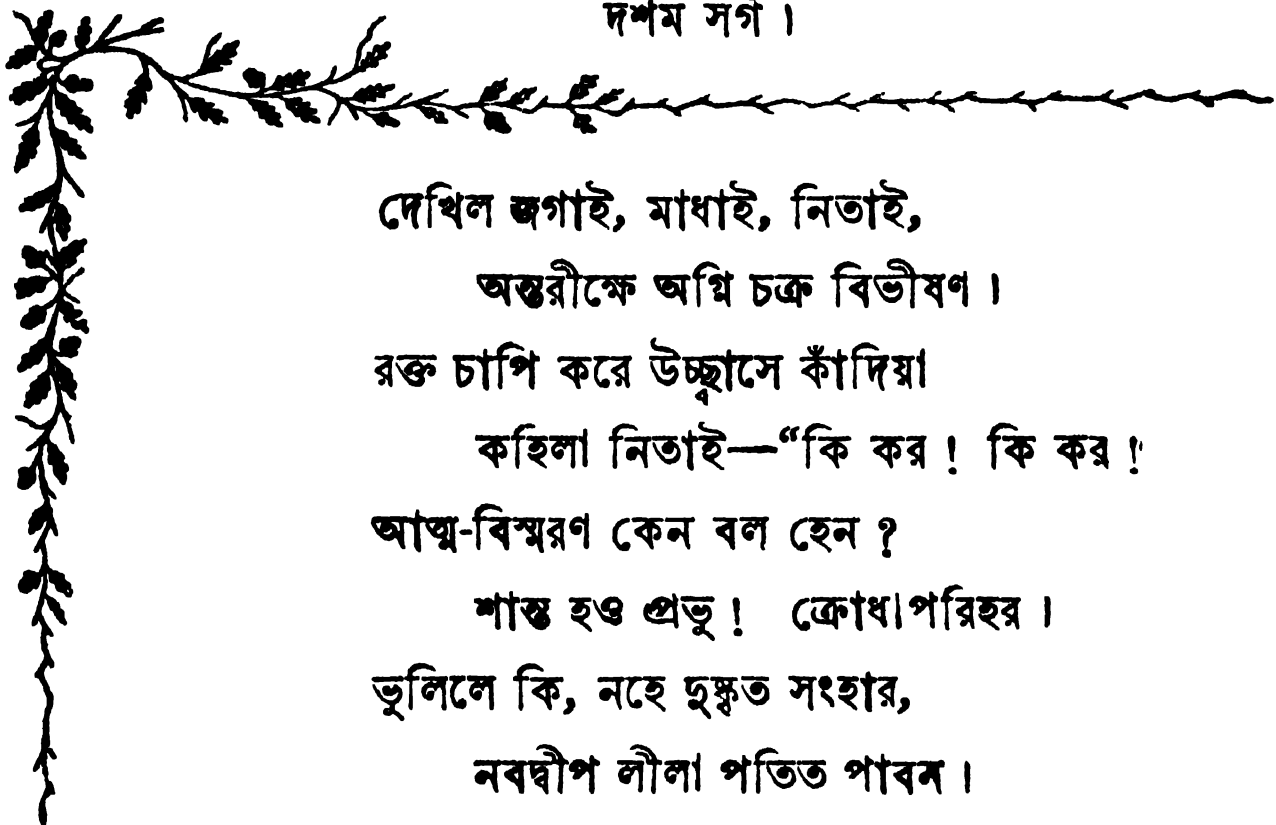 দশম সর্গ ।
দেখিল জগাই, মাধাই, নিতাই,
অন্তরীক্ষে অগ্নি চক্র বিভীষণ ।
রক্ত চাপি করে উচ্ছ্বাসে কাঁদিয়া
কহিলা নিতাই—“কি কর ! কি কর !
আত্ম-বিস্মরণ কেন বল হেন ?
শান্ত হও প্রভু ! ক্রোধ।পরিহর ।
ভুলিলে কি, নহে দুষ্কৃত সংহার,
নবদ্বীপ লীলা পতিত পাবন ।